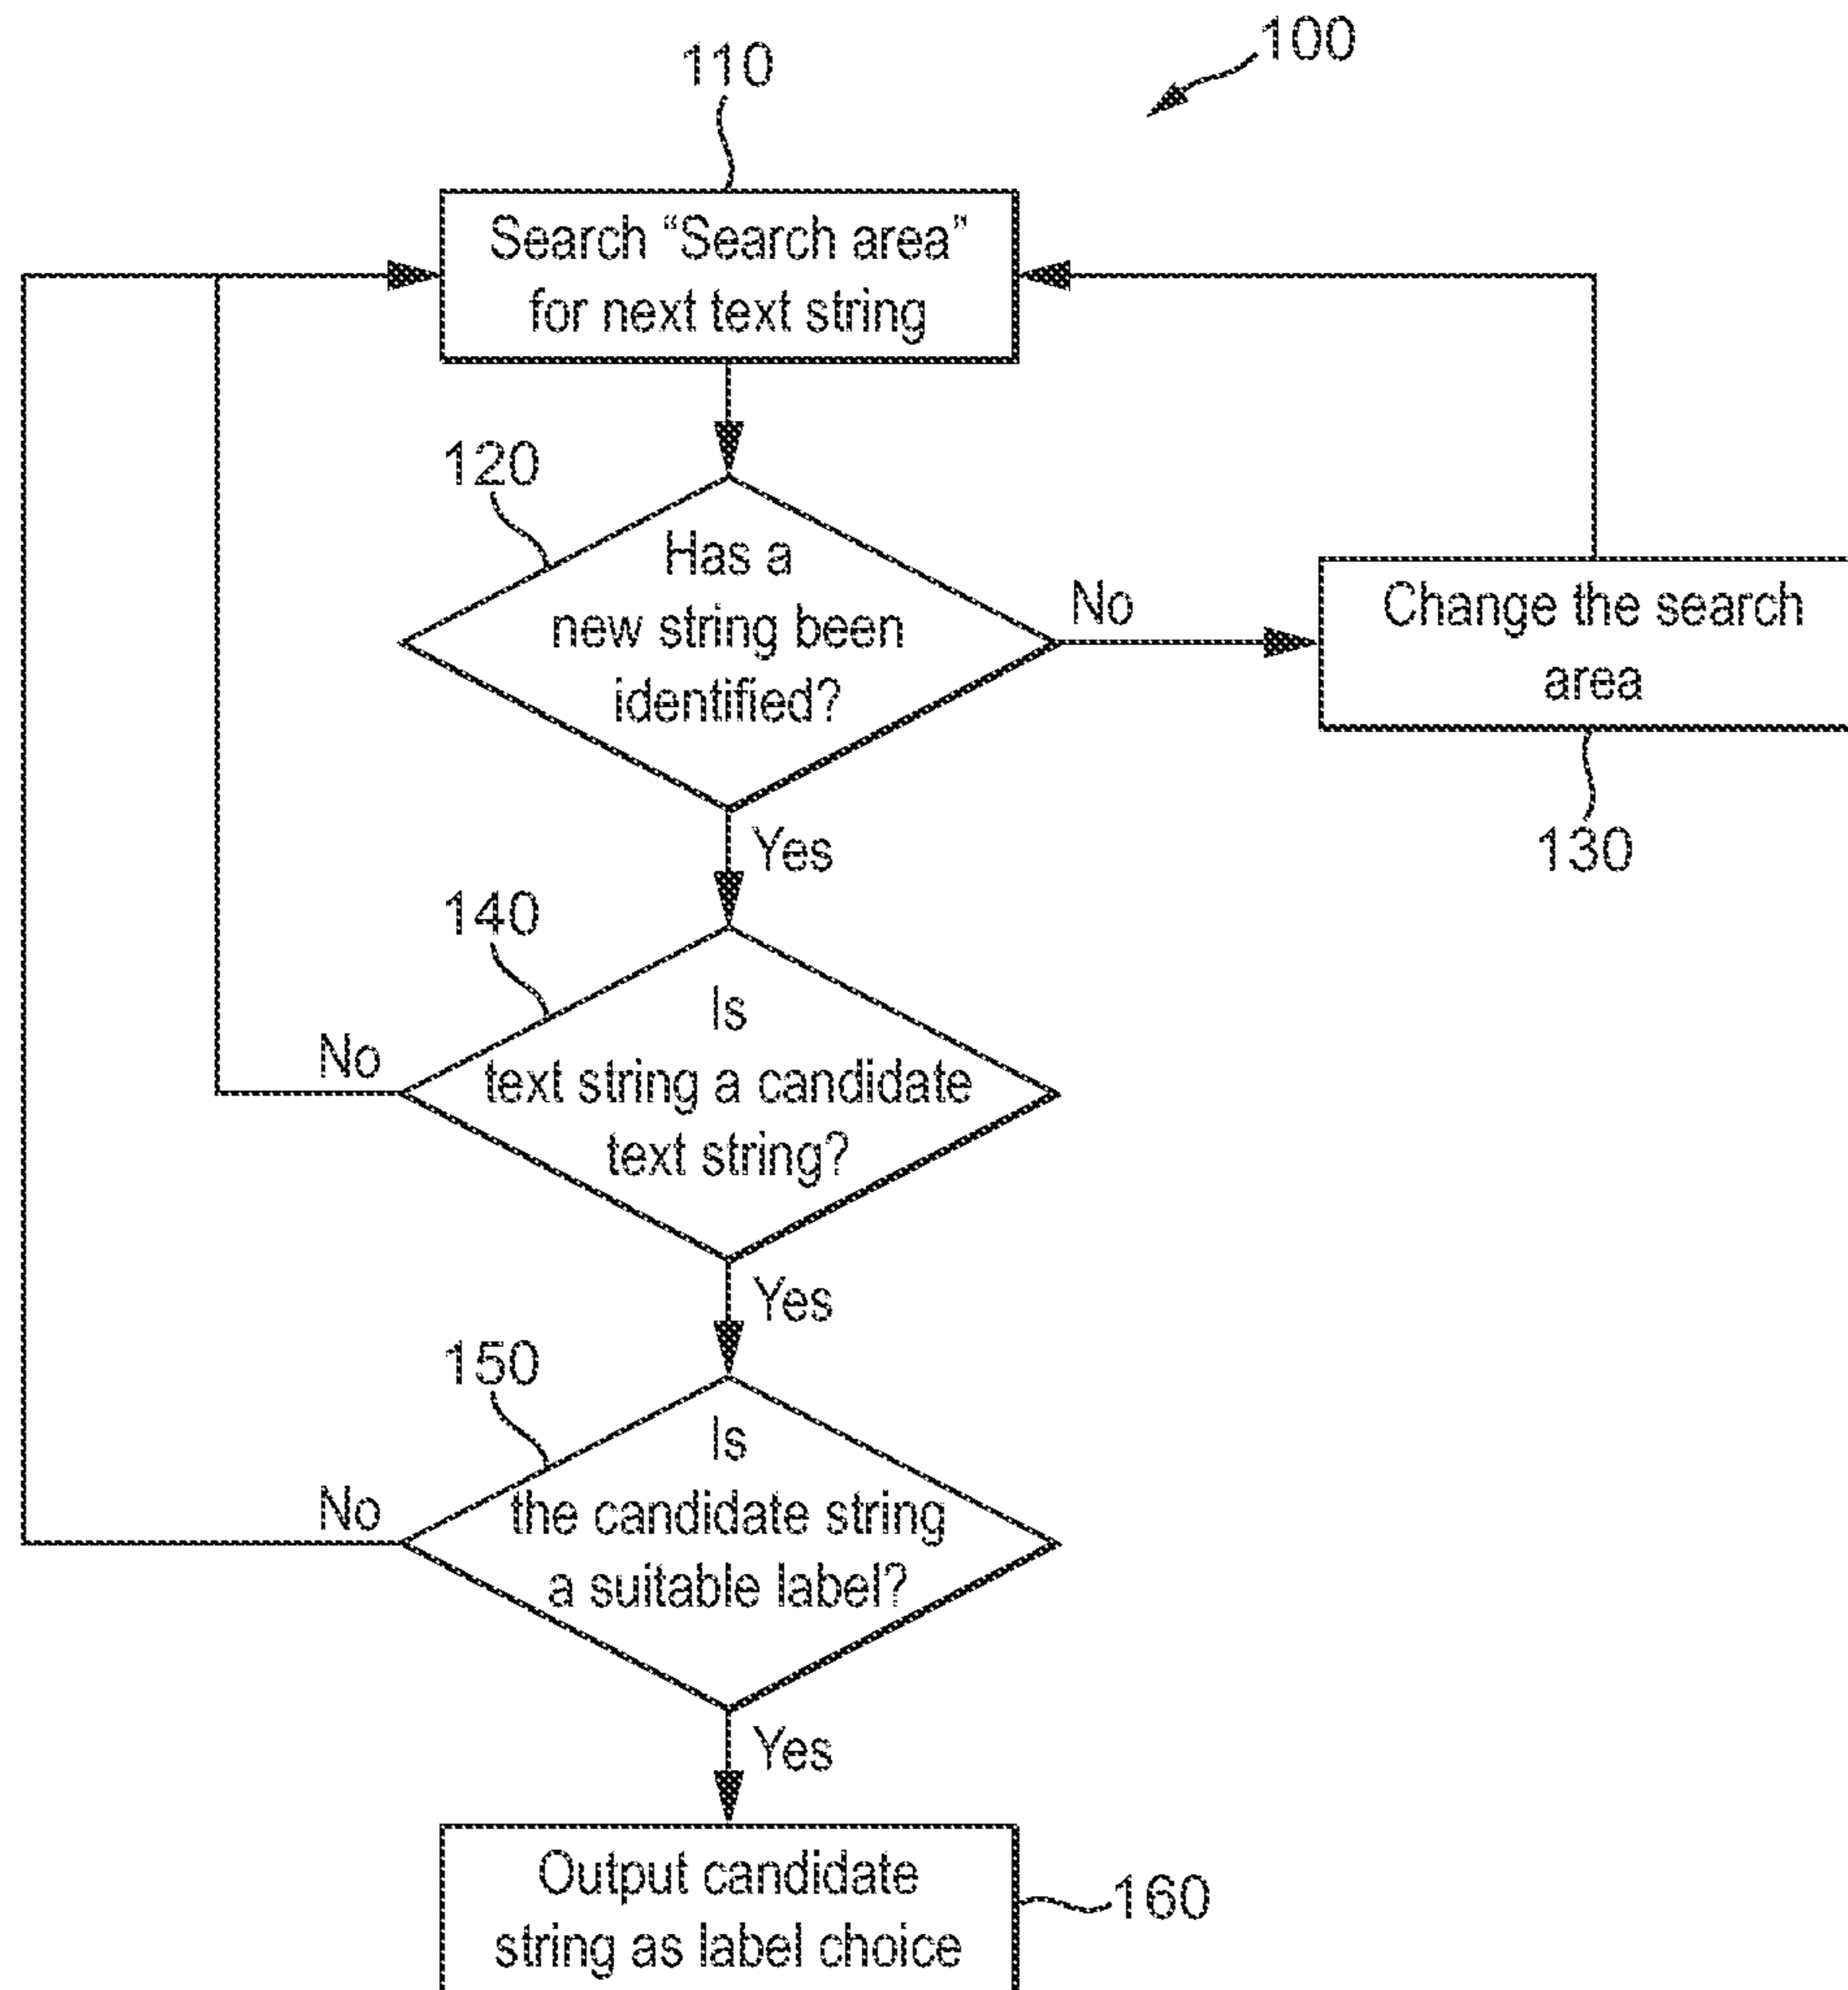 100
110
Search “Search area”
for next text string
120
Has a
new string been
identified?
No
Change the search
area
130
Yes
140
Is
text string a candidate
text string?
No
Yes
150
Is
the candidate string
a suitable label?
No
Yes
Output candidate
string as label choice
160